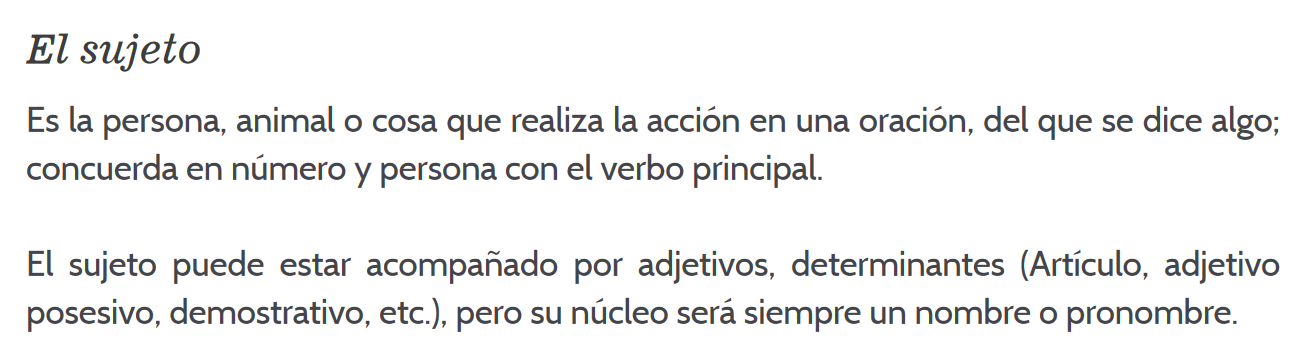 El sujeto
Es la persona, animal o cosa que realiza la acción en una oración, del que se dice algo;
concuerda en número y persona con el verbo principal.
El sujeto puede estar acompañado por adjetivos, determinantes (Artículo, adjetivo
posesivo, demostrativo, etc.), pero su núcleo será siempre un nombre o pronombre.